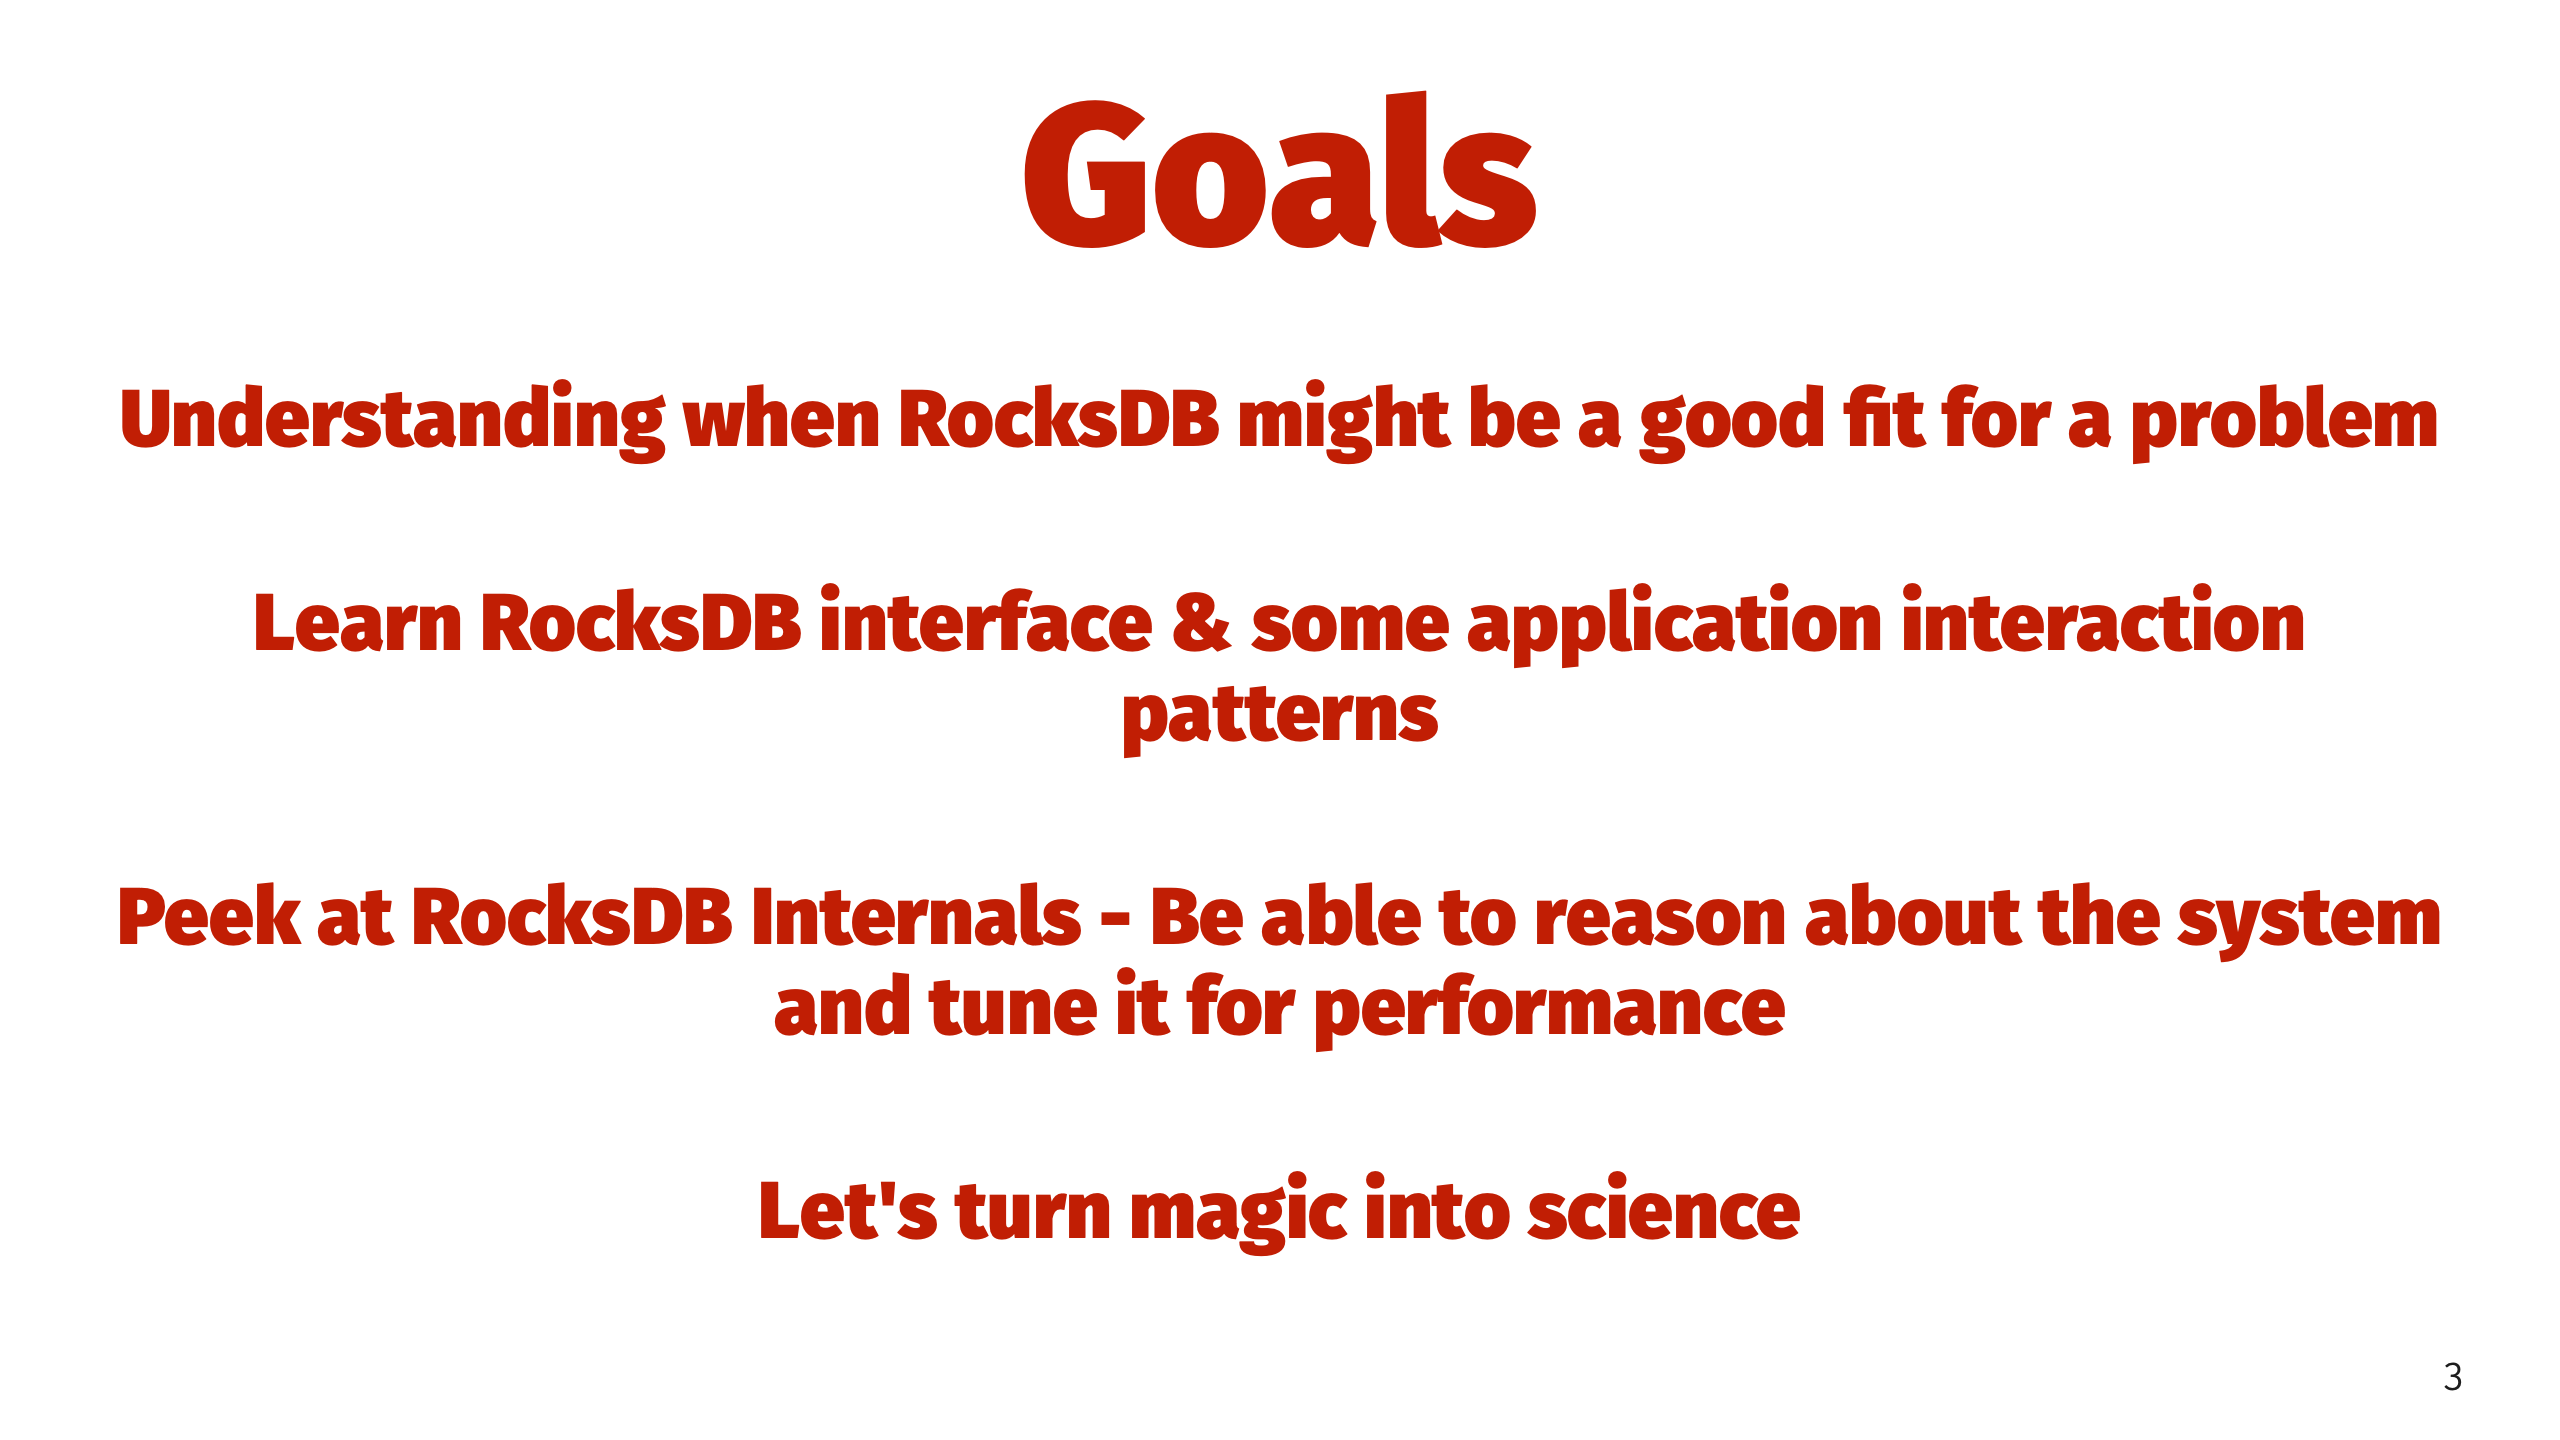 Goals
Understanding when RocksDB might be a good fit for a problem
Learn RocksDB interface & some application interaction
patterns
Peek at RocksDB Internals - Be able to reason about the system
and tune it for performance
Let's turn magic into science
3